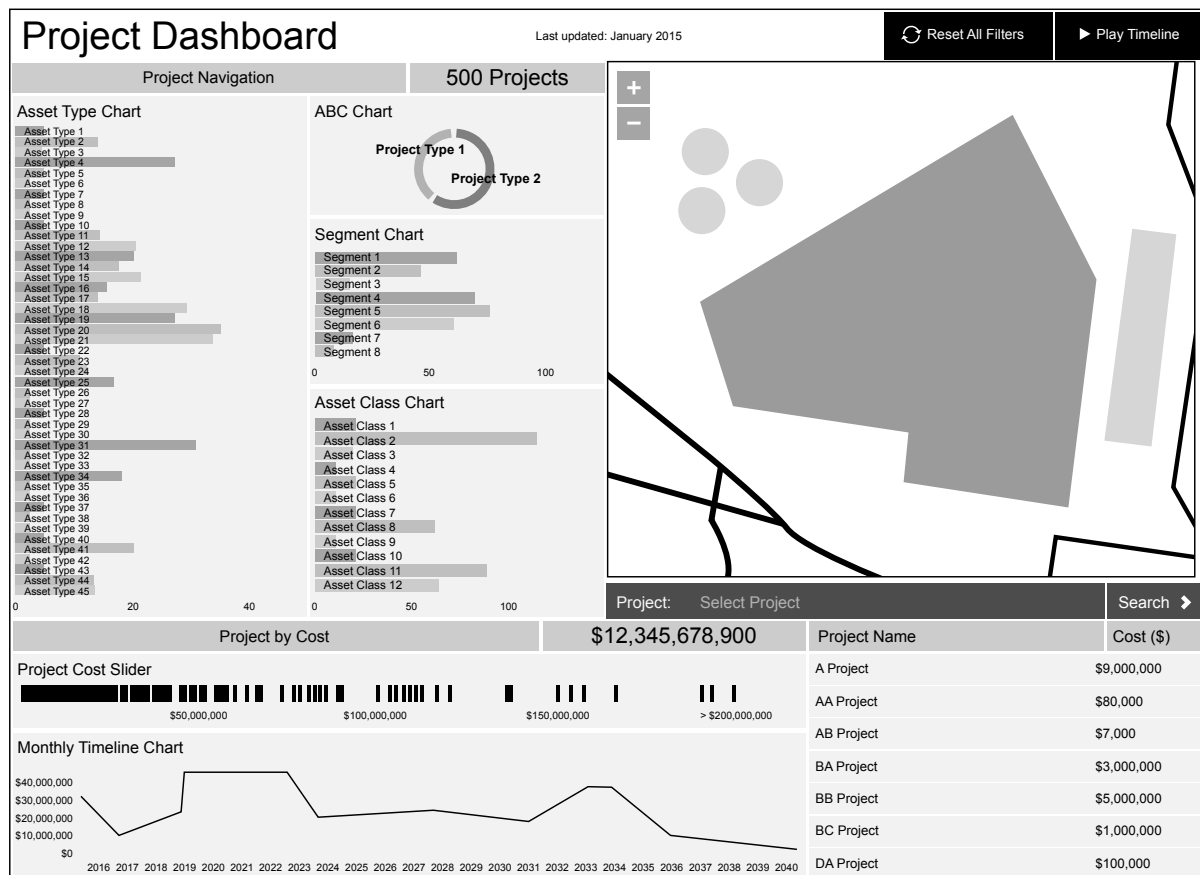 Project Dashboard
Last updated: January 2015
Reset All Filters
Play Timeline
Project Navigation
500 Projects
Asset Type Chart
Asset Type 1
Asset Type 2
Asset Type 3
Asset Type 4
Asset Type 5
Asset Type 6
Asset Type 7
Asset Type 8
Asset Type 9
Asset Type 10
Asset Type 11
Asset Type 12
Asset Type 13
Asset Type 14
Asset Type 15
Asset Type 16
Asset Type 17
Asset Type 18
Asset Type 19
Asset Type 20
Asset Type 21
Asset Type 22
Asset Type 23
Asset Type 24
Asset Type 25
Asset Type 26
Asset Type 27
Asset Type 28
Asset Type 29
Asset Type 30
Asset Type 31
Asset Type 32
Asset Type 33
Asset Type 34
Asset Type 35
Asset Type 36
Asset Type 37
Asset Type 38
Asset Type 39
Asset Type 40
Asset Type 41
Asset Type 42
Asset Type 43
Asset Type 44
Asset Type 45
0 20 40
ABC Chart
Project Type 1
Project Type 2
Segment Chart
Segment 1
Segment 2
Segment 3
Segment 4
Segment 5
Segment 6
Segment 7
Segment 8
0 50 100
Asset Class Chart
Asset Class 1
Asset Class 2
Asset Class 3
Asset Class 4
Asset Class 5
Asset Class 6
Asset Class 7
Asset Class 8
Asset Class 9
Asset Class 10
Asset Class 11
Asset Class 12
0 50 100
+
−
Project: Select Project
Search
Project by Cost
$12,345,678,900
Project Cost Slider
$50,000,000 $100,000,000 $150,000,000 > $200,000,000
Monthly Timeline Chart
$40,000,000
$30,000,000
$20,000,000
$10,000,000
$0
2016 2017 2018 2019 2020 2021 2022 2023 2024 2025 2026 2027 2028 2029 2030 2031 2032 2033 2034 2035 2036 2037 2038 2039 2040
Project Name Cost ($)
A Project $9,000,000
AA Project $80,000
AB Project $7,000
BA Project $3,000,000
BB Project $5,000,000
BC Project $1,000,000
DA Project $100,000